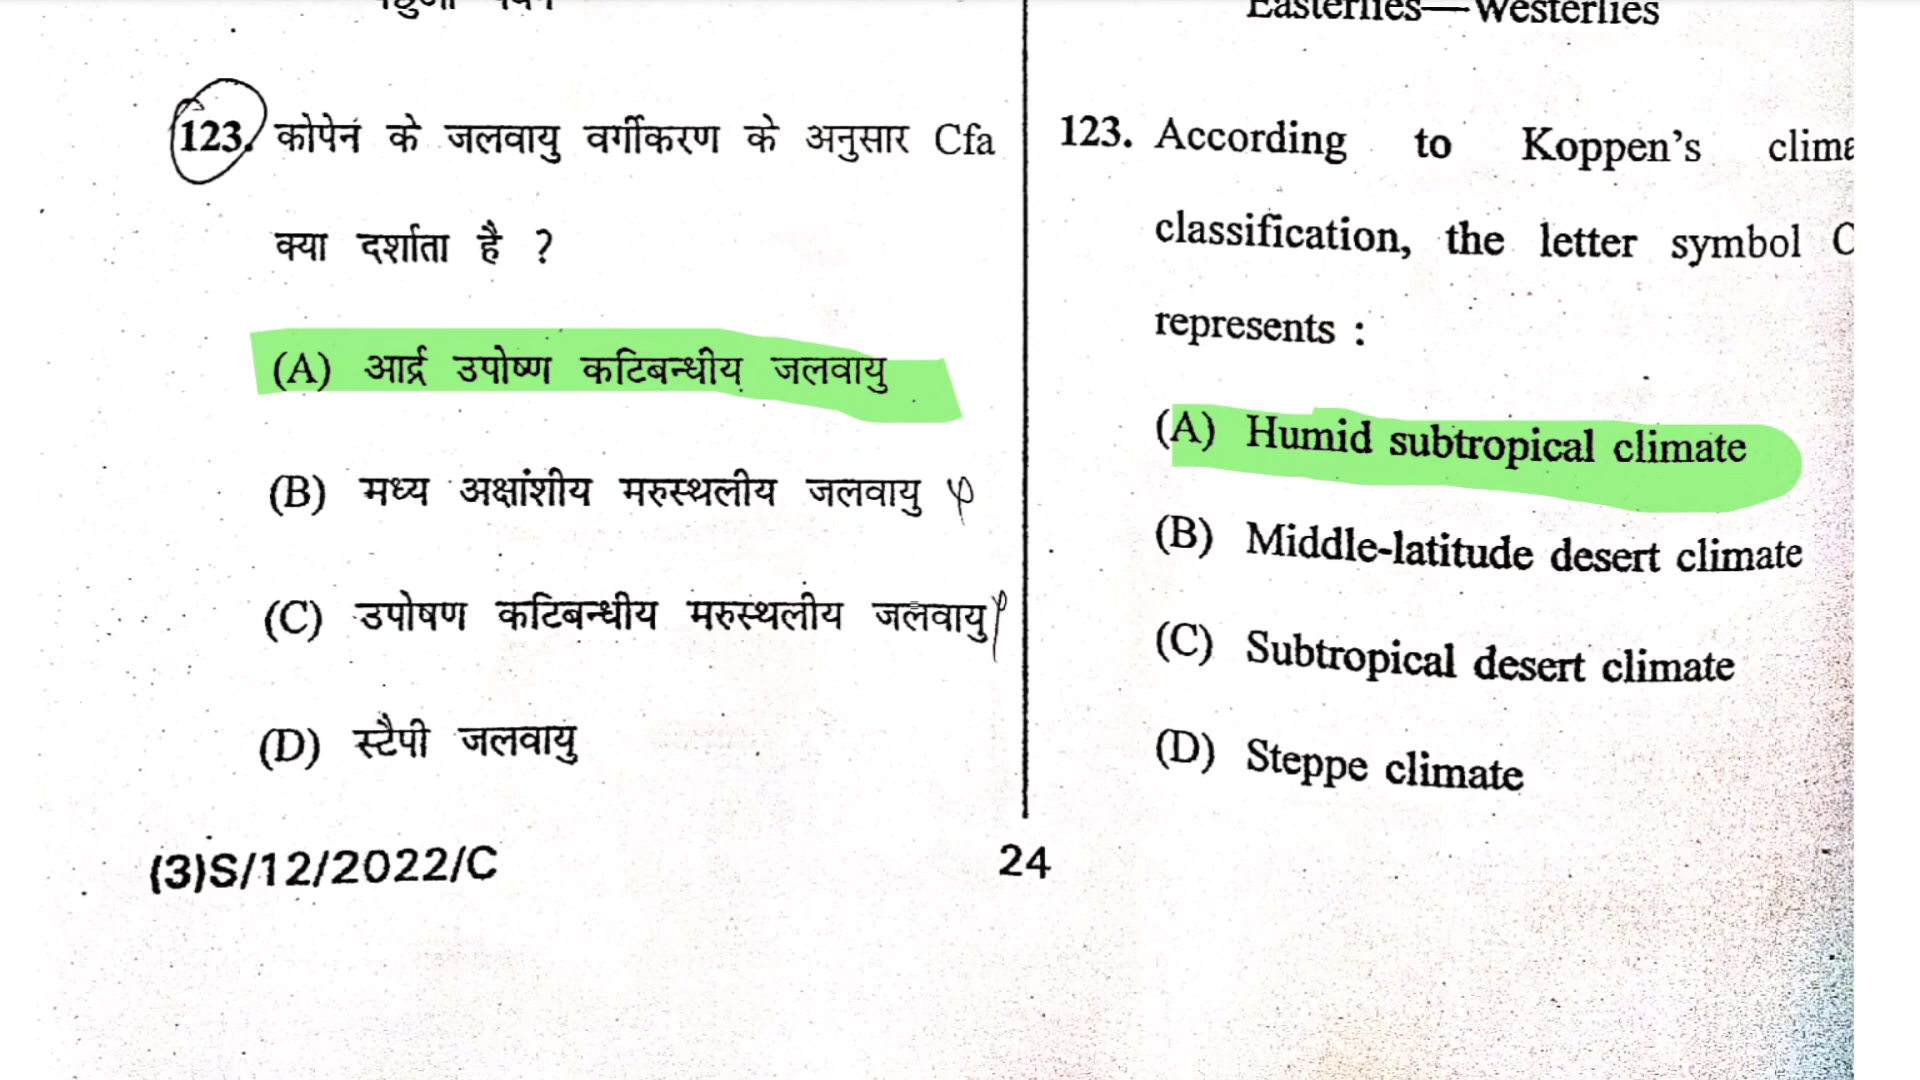 Easterlies—Westerlies
123. कोपेन के जलवायु वर्गीकरण के अनुसार Cfa
क्या दर्शाता है ?
(A) आर्द्र उपोष्ण कटिबन्धीय जलवायु
(B) मध्य अक्षांशीय मरुस्थलीय जलवायु
(C) उपोषण कटिबन्धीय मरुस्थलीय जलवायु
(D) स्टैपी जलवायु
(3)S/12/2022/C
24
123. According to Koppen's clima
classification, the letter symbol C
represents :
(A) Humid subtropical climate
(B) Middle-latitude desert climate
(C) Subtropical desert climate
(D) Steppe climate